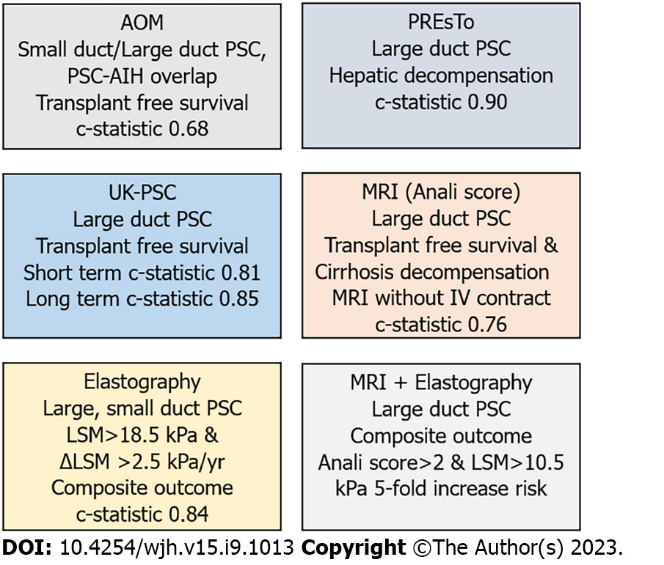 AOM
Small duct/Large duct PSC,
PSC-AIH overlap
Transplant free survival
c-statistic 0.68
PREsTo
Large duct PSC
Hepatic decompensation
c-statistic 0.90
UK-PSC
Large duct PSC
Transplant free survival
Short term c-statistic 0.81
Long term c-statistic 0.85
MRI (Anali score)
Large duct PSC
Transplant free survival &
Cirrhosis decompensation
MRI without IV contract
c-statistic 0.76
Elastography
Large, small duct PSC
LSM>18.5 kPa &
ΔLSM >2.5 kPa/yr
Composite outcome
c-statistic 0.84
MRI + Elastography
Large duct PSC
Composite outcome
Anali score>2 & LSM>10.5
kPa 5-fold increase risk
DOI: 10.4254/wjh.v15.i9.1013 Copyright ©The Author(s) 2023.